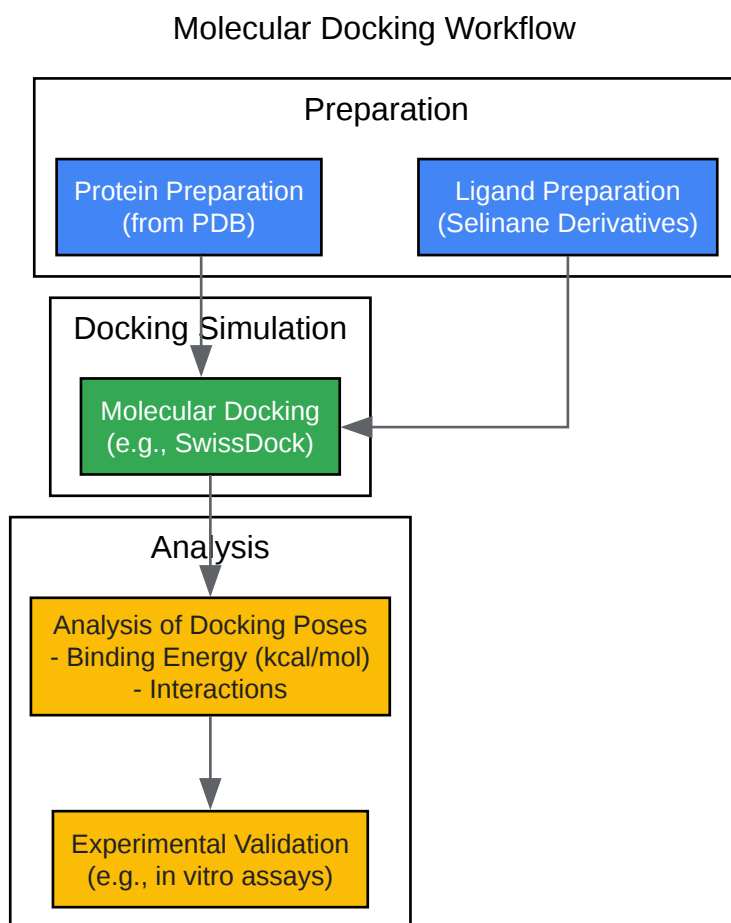 Molecular Docking Workflow
Preparation
Protein Preparation
(from PDB)
Ligand Preparation
(Selinane Derivatives)
Docking Simulation
Molecular Docking
(e.g., SwissDock)
Analysis
Analysis of Docking Poses
- Binding Energy (kcal/mol)
- Interactions
Experimental Validation
(e.g., in vitro assays)